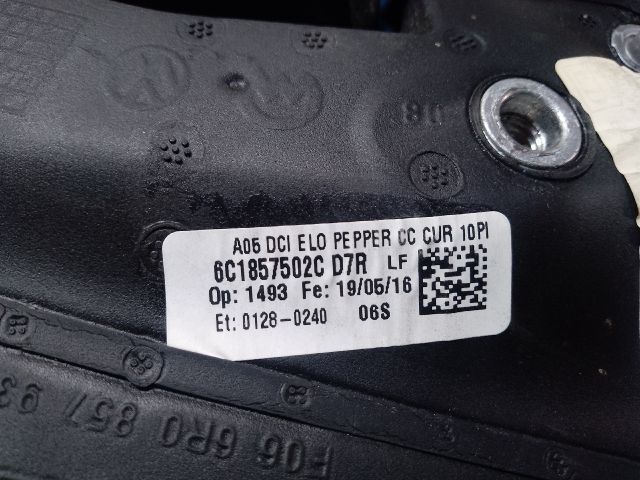 A05 DCI ELO PEPPER CC CUR 10PI
6C1857502C D7R LF
Op: 1493 Fe: 19/05/16
Et: 0128-0240 06S
F06 6R0 857 93